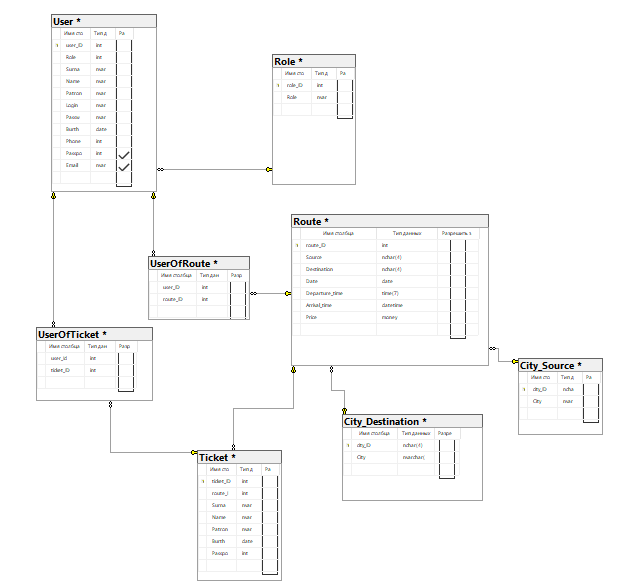 User *
Имя сто Тип д Ра
user_ID int
Role int
Surna nvar
Name nvar
Patron nvar
Login nvar
Passw nvar
Burth date
Phone int
Passpo int
Email nvar
Role *
Имя сто Тип д Ра
role_ID int
Role nvar
Route *
Имя столбца Тип данных Разрешить з
route_ID int
Source nchar(4)
Destination nchar(4)
Date date
Departure_time time(7)
Arrival_time datetime
Price money
UserOfRoute *
Имя столбца Тип дан Разр
user_ID int
route_ID int
UserOfTicket *
Имя столбца Тип дан Разр
user_id int
ticket_ID int
City_Source *
Имя сто Тип д Ра
city_ID ncha
City nvar
City_Destination *
Имя столбца Тип данных Разре
city_ID nchar(4)
City nvarchar(
Ticket *
Имя сто Тип д Ра
ticket_ID int
route_I int
Surna nvar
Name nvar
Patron nvar
Burth date
Passpo int